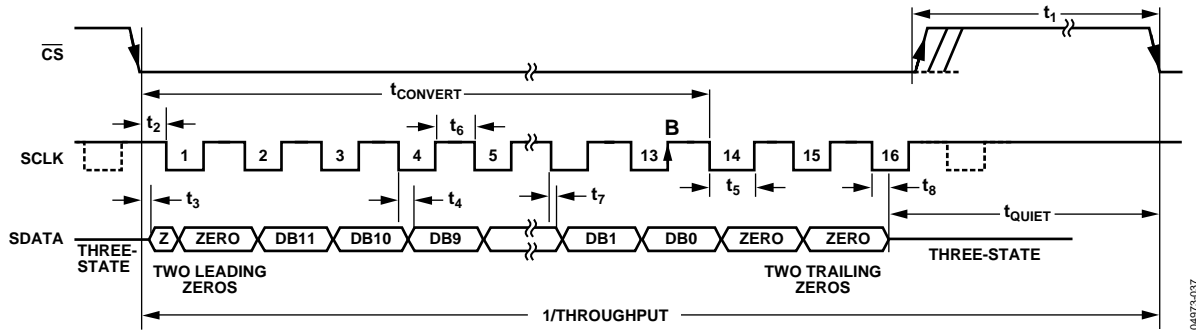 t1
CS
tCONVERT
t2
t6
B
SCLK
1
2
3
4
5
13
14
15
16
t3
t4
t7
t5
t8
tQUIET
SDATA
Z
ZERO
DB11
DB10
DB9
DB1
DB0
ZERO
ZERO
THREE-
STATE
TWO LEADING
ZEROS
TWO TRAILING
ZEROS
THREE-STATE
1/THROUGHPUT
04973-037